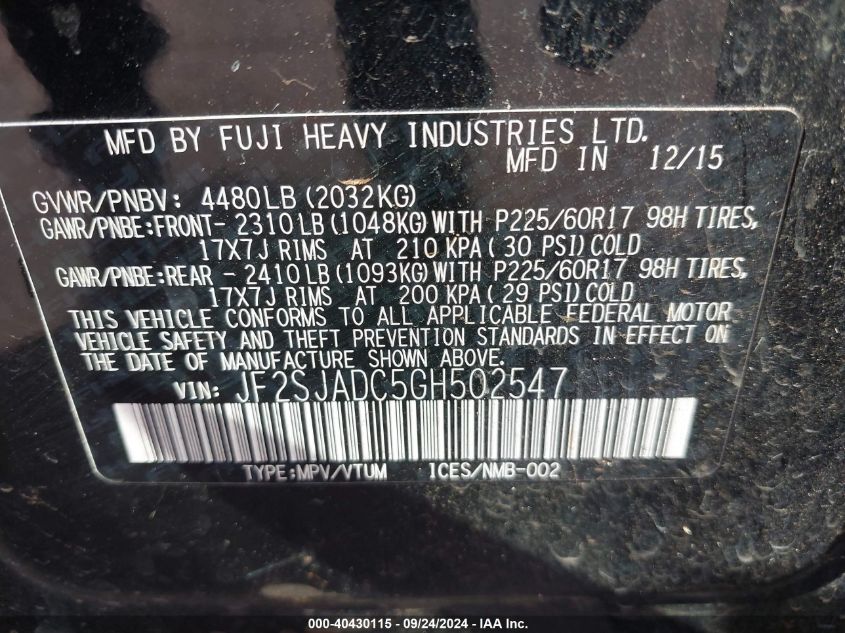 MFD BY FUJI HEAVY INDUSTRIES LTD.
MFD IN 12/15
GVWR/PNBV: 4480LB (2032KG)
GAWR/PNBE:FRONT- 2310LB (1048KG) WITH P225/60R17 98H TIRES,
17X7J RIMS AT 210 KPA ( 30 PSI) COLD
GAWR/PNBE:REAR - 2410LB (1093KG) WITH P225/60R17 98H TIRES,
17X7J RIMS AT 200 KPA ( 29 PSI) COLD
THIS VEHICLE CONFORMS TO ALL APPLICABLE FEDERAL MOTOR
VEHICLE SAFETY AND THEFT PREVENTION STANDARDS IN EFFECT ON
THE DATE OF MANUFACTURE SHOWN ABOVE.
VIN: JF2SJADC5GH502547
TYPE:MPV/VTUM ICES/NMB-002
000-40430115 - 09/24/2024 - IAA Inc.